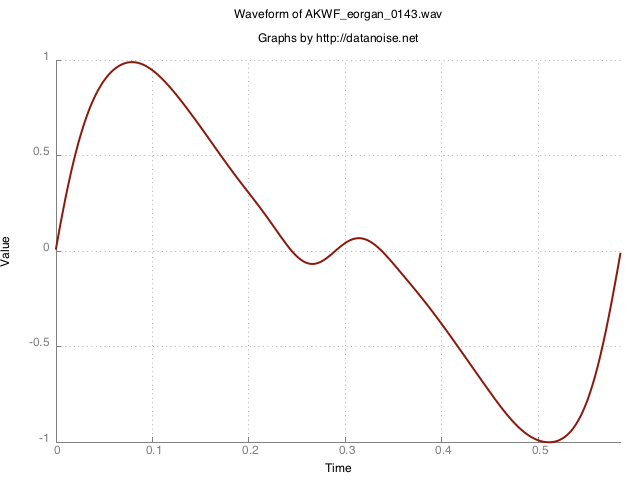 Waveform of AKWF_eorgan_0143.wav
Graphs by http://datanoise.net
1
0.5
0
-0.5
-1
Value
0 0.1 0.2 0.3 0.4 0.5
Time